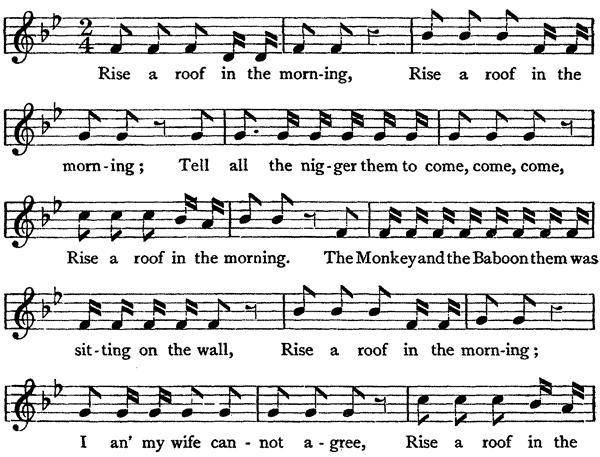 2 4
Rise a roof in the morn-ing, Rise a roof in the
morn-ing; Tell all the nig-ger them to come, come, come,
Rise a roof in the morning. The Monkey and the Baboon them was
sit-ting on the wall, Rise a roof in the morn-ing;
I an' my wife can-not a-gree, Rise a roof in the